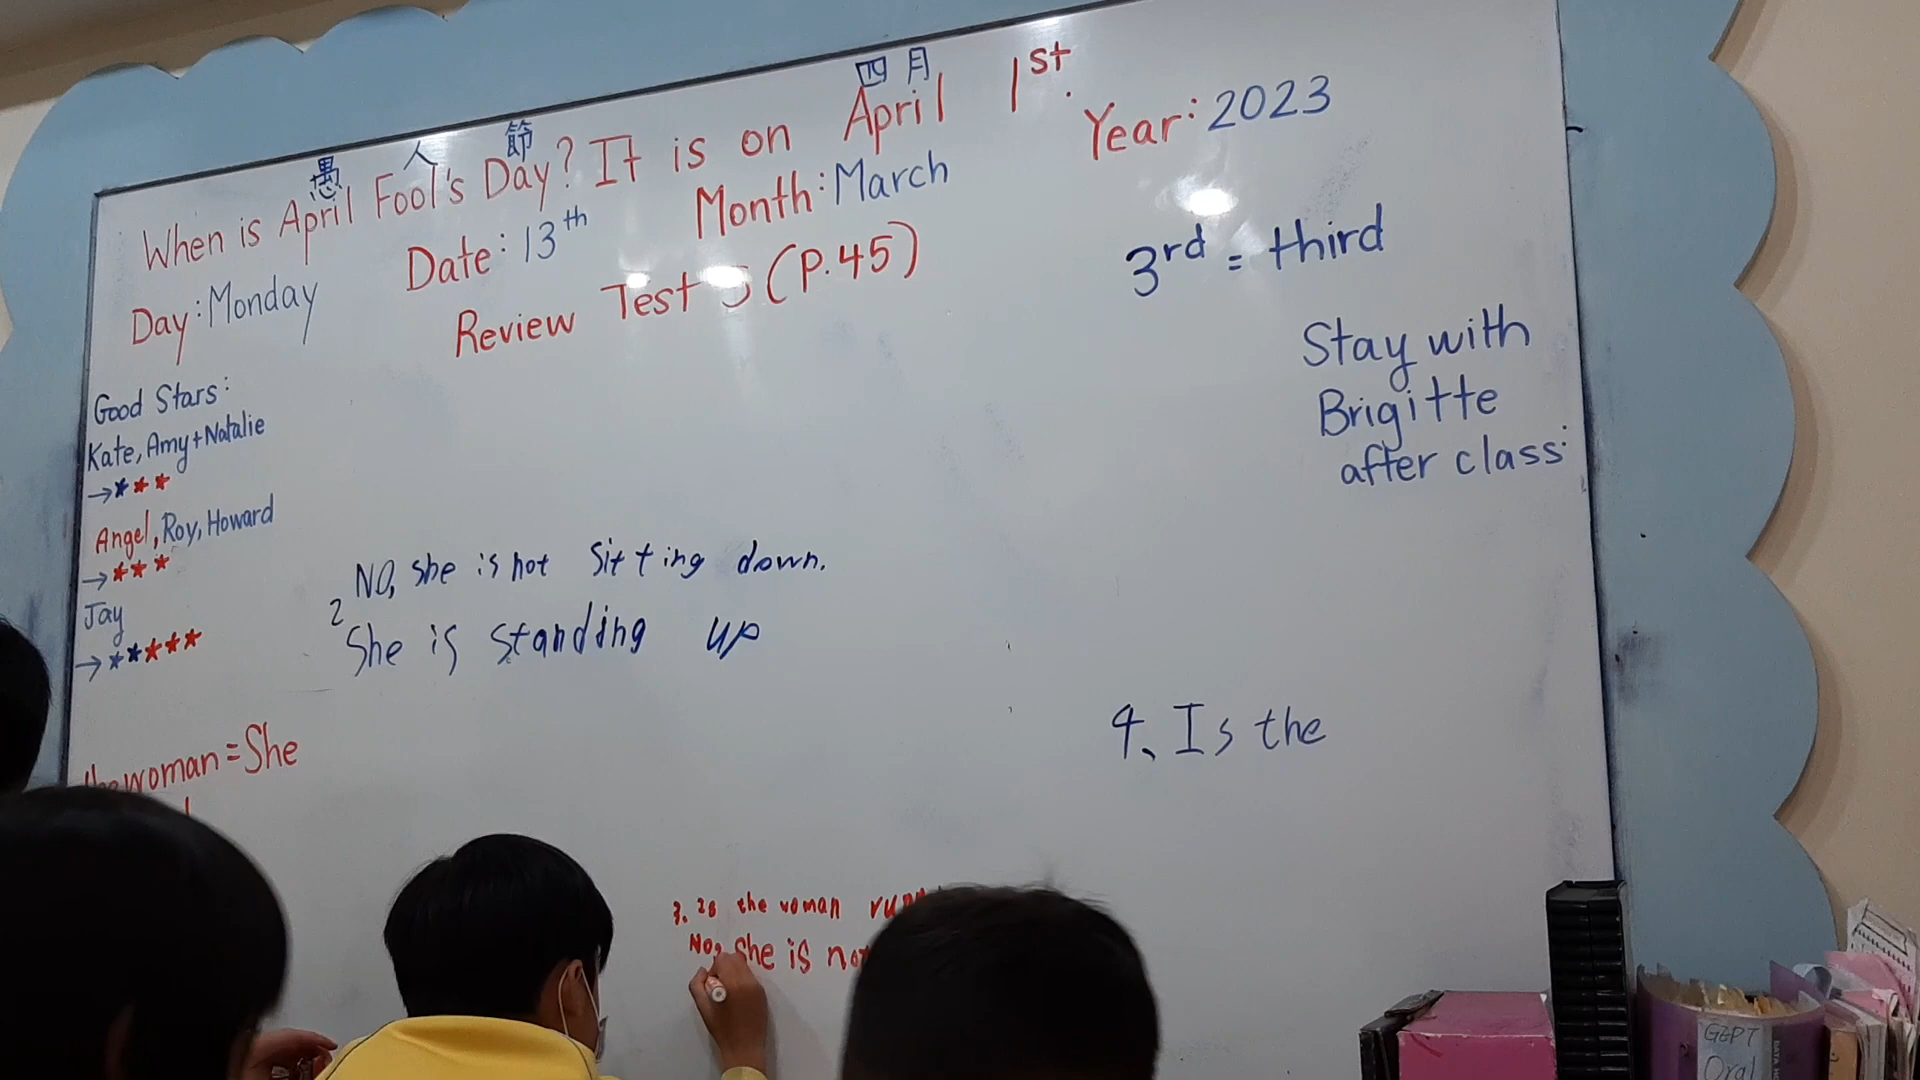 四月
愚人節
When is April Fool's Day? It is on April 1st.
Day: Monday Date: 13th Month: March Year: 2023
Review Test 5 (P.45)
3rd = third
Stay with
Brigitte
after class:
Good Stars:
Kate, Amy + Natalie
→★★★
Angel, Roy, Howard
→★★★
Jay
→★★★★★
NO, she is not sitting down.
2 She is standing up
the woman = She
4. Is the
3. Is the woman
No, She is not
GEPT
Oral